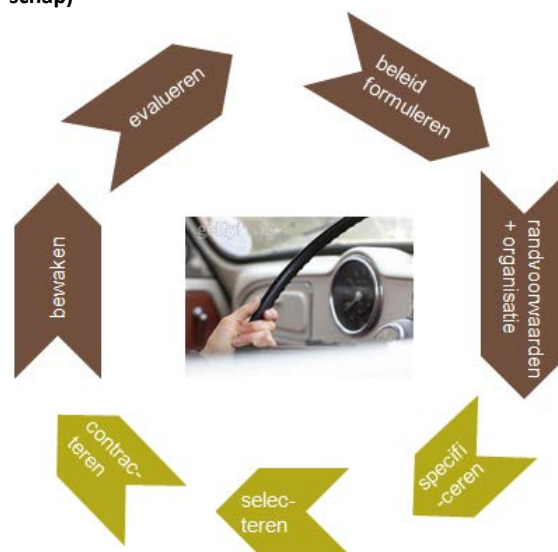 schap)
beleid
formuleren
randvoorwaarden
+ organisatie
specifi
-ceren
selec-
teren
contrac-
teren
bewaken
evalueren